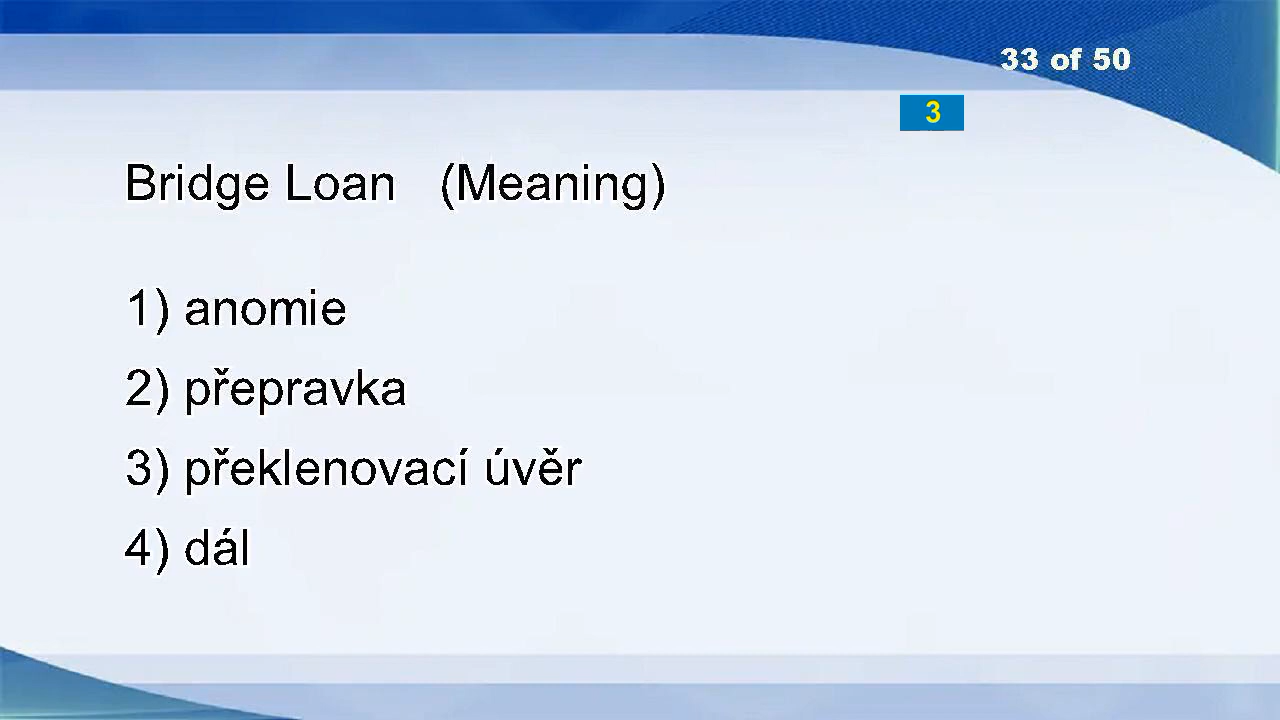 33 of 50
3
Bridge Loan (Meaning)
1) anomie
2) přepravka
3) překlenovací úvěr
4) dál